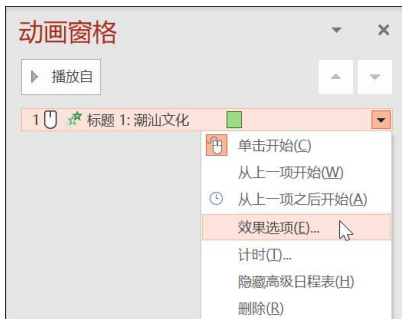 动画窗格
播放自
1 标题 1: 潮汕文化
单击开始(C)
从上一项开始(W)
从上一项之后开始(A)
效果选项(E)...
计时(T)...
隐藏高级日程表(H)
删除(R)